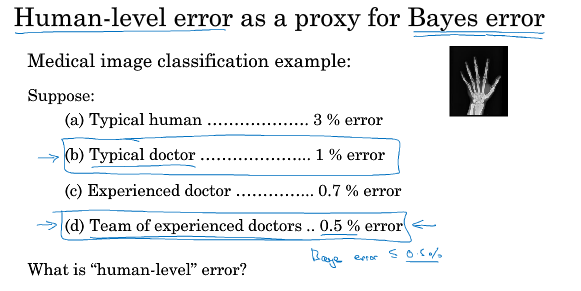 Human-level error as a proxy for Bayes error
Medical image classification example:
Suppose:
(a) Typical human ………………. 3 % error
(b) Typical doctor ………………... 1 % error
(c) Experienced doctor …………... 0.7 % error
(d) Team of experienced doctors .. 0.5 % error
Baye error ≤ 0.5%
What is “human-level” error?